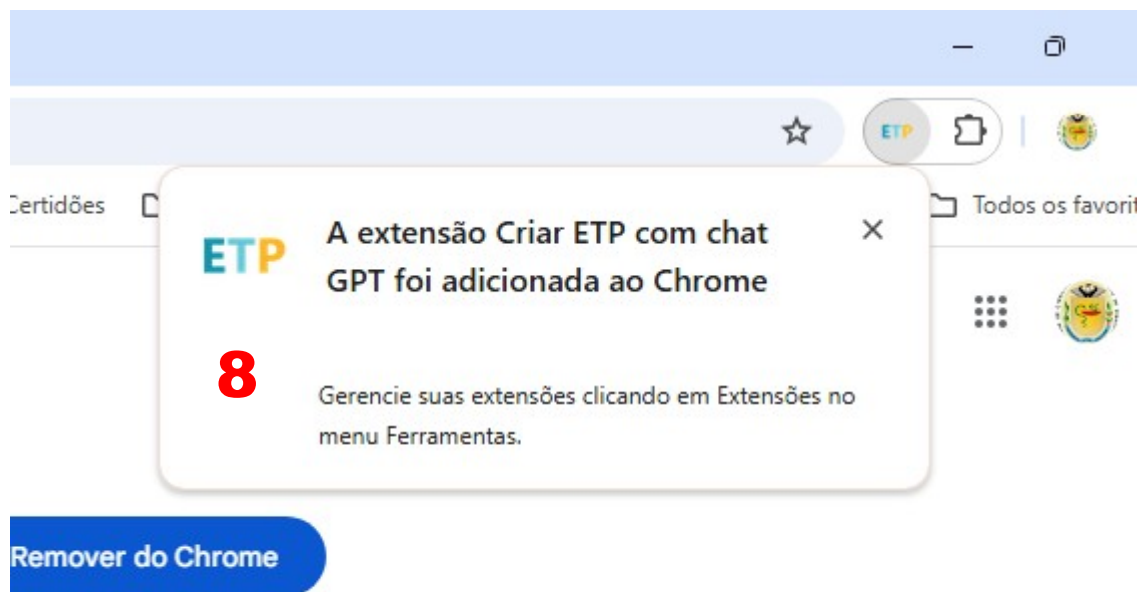 ETP
Certidões
Todos os favorit
ETP
A extensão Criar ETP com chat
GPT foi adicionada ao Chrome
8
Gerencie suas extensões clicando em Extensões no
menu Ferramentas.
Remover do Chrome